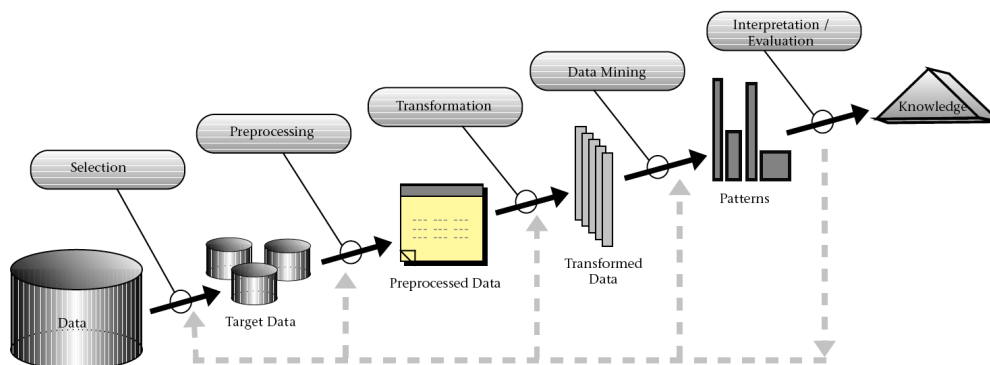 Interpretation /
Evaluation
Data Mining
Transformation
Preprocessing
Selection
Knowledge
Patterns
Transformed
Data
Preprocessed Data
Target Data
Data